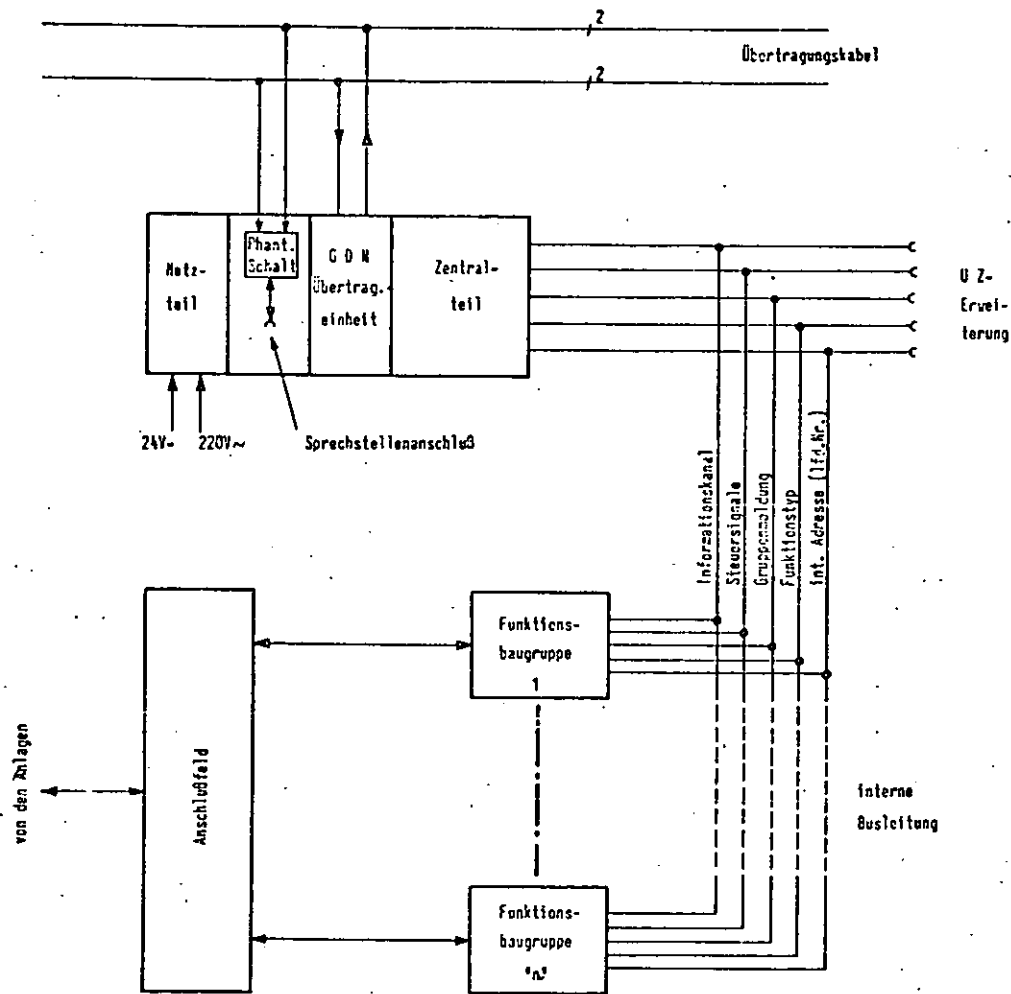 2
Übertragungskabel
2
Netz-
teil
Phant.
Schalt
G D N
Übertrag.
einheit
Zentral-
teil
U Z-
Erwei-
terung
24V-
220V~
Sprechstellenanschluß
Informationskanal
Steuersignale
Gruppenmeldung
Funktionstyp
int. Adresse (lfd.Nr.)
Funktions-
baugruppe
1
von den Anlagen
Anschlußfeld
interne
Busleitung
Funktions-
baugruppe
"n"